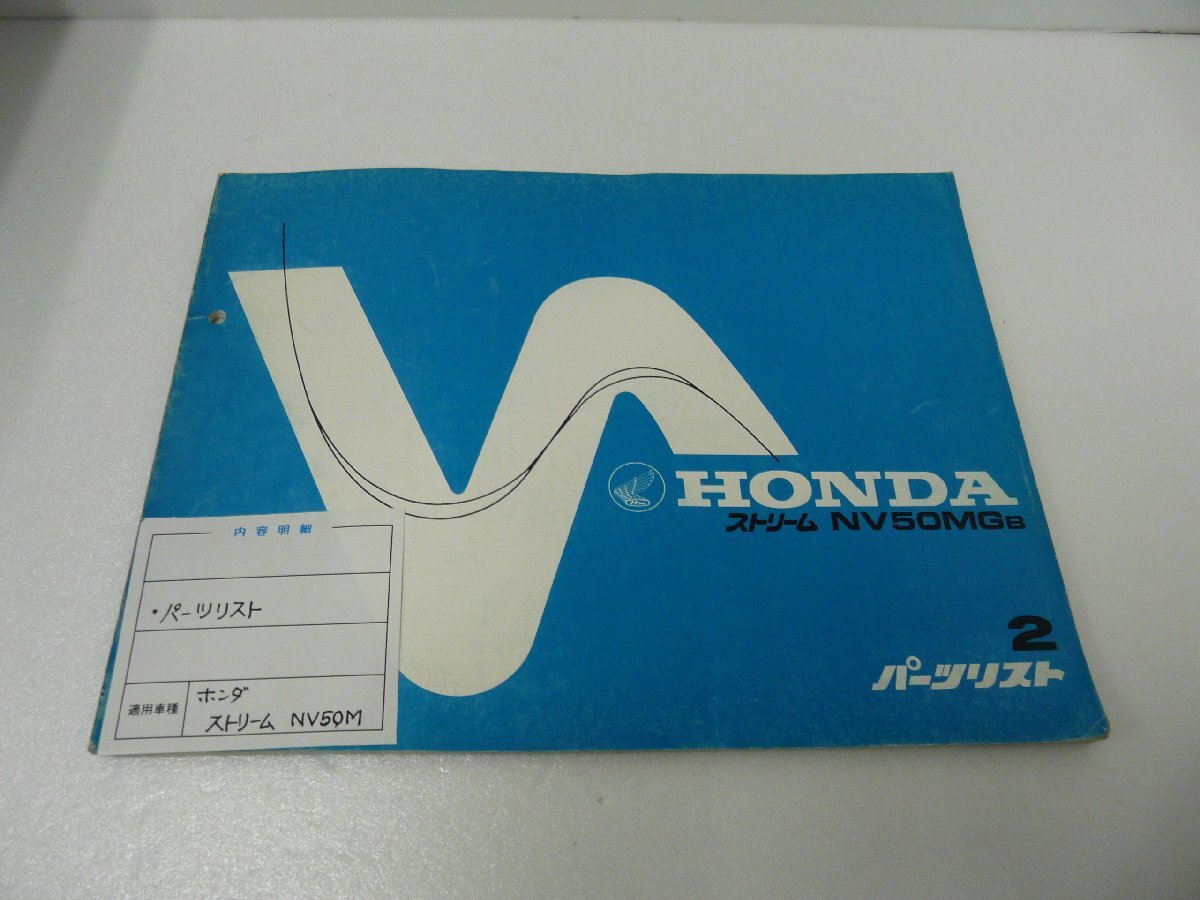 HONDA
ストリーム NV50MGB
2
パーツリスト
内容明細
・パーツリスト
適用車種
ホンダ
ストリーム NV50M